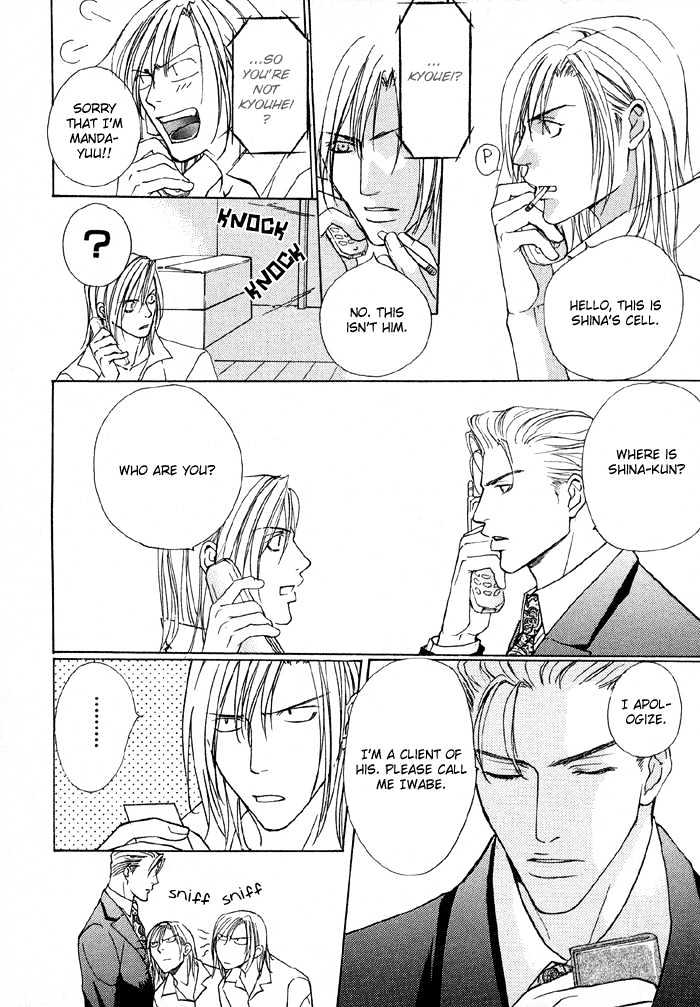 HELLO, THIS IS
SHINA'S CELL.
P
...
KYOUHEI?
NO. THIS
ISN'T HIM.
...SO
YOU'RE
NOT
KYOUHEI
?
SORRY
THAT I'M
MANDA-
YUU!!
KNOCK
KNOCK
?
WHERE IS
SHINA-KUN?
WHO ARE YOU?
I APOL-
OGIZE.
I'M A CLIENT OF
HIS. PLEASE CALL
ME IWABE.
........
sniff sniff